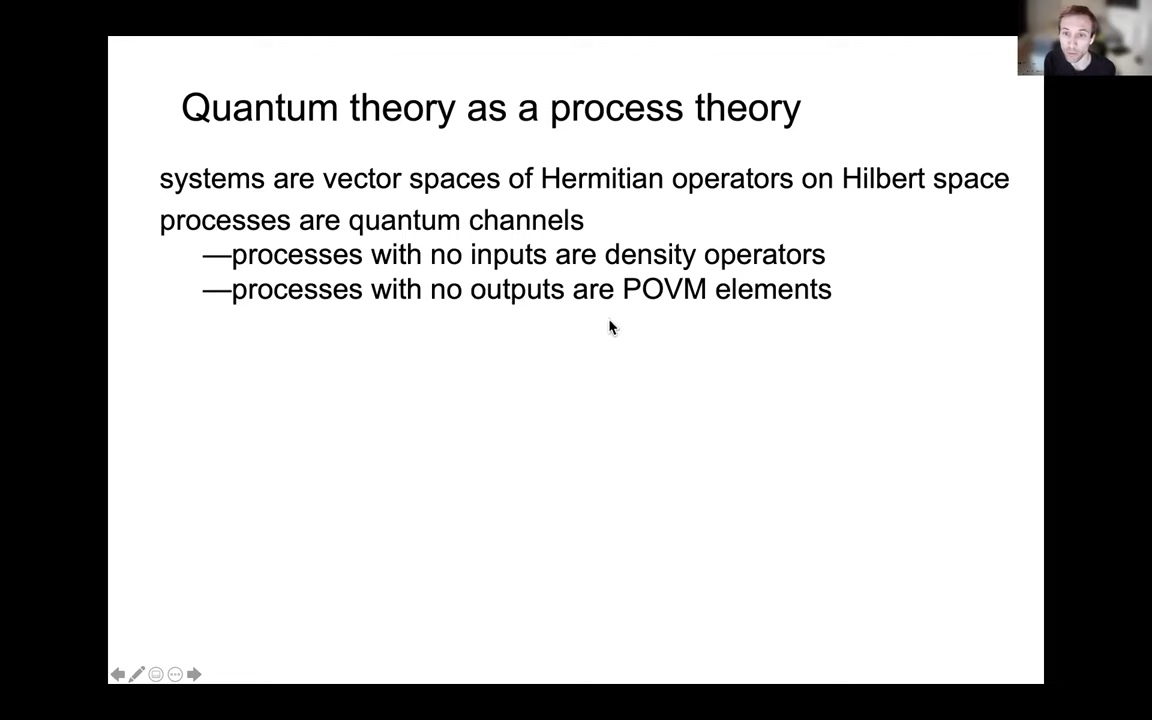 Quantum theory as a process theory
systems are vector spaces of Hermitian operators on Hilbert space
processes are quantum channels
—processes with no inputs are density operators
—processes with no outputs are POVM elements